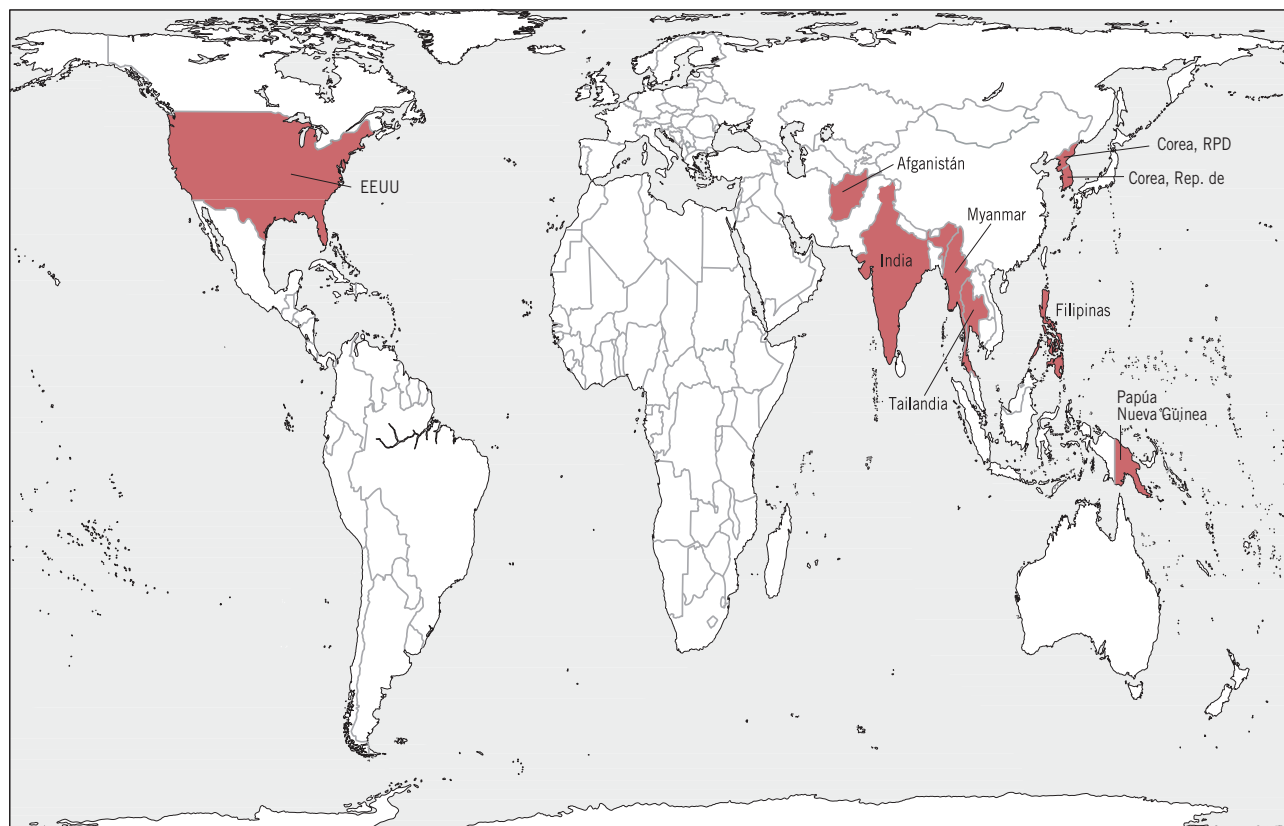 EEUU
Afganistán
Corea, RPD
Corea, Rep. de
Myanmar
India
Filipinas
Tailandia
Papúa
Nueva Guinea